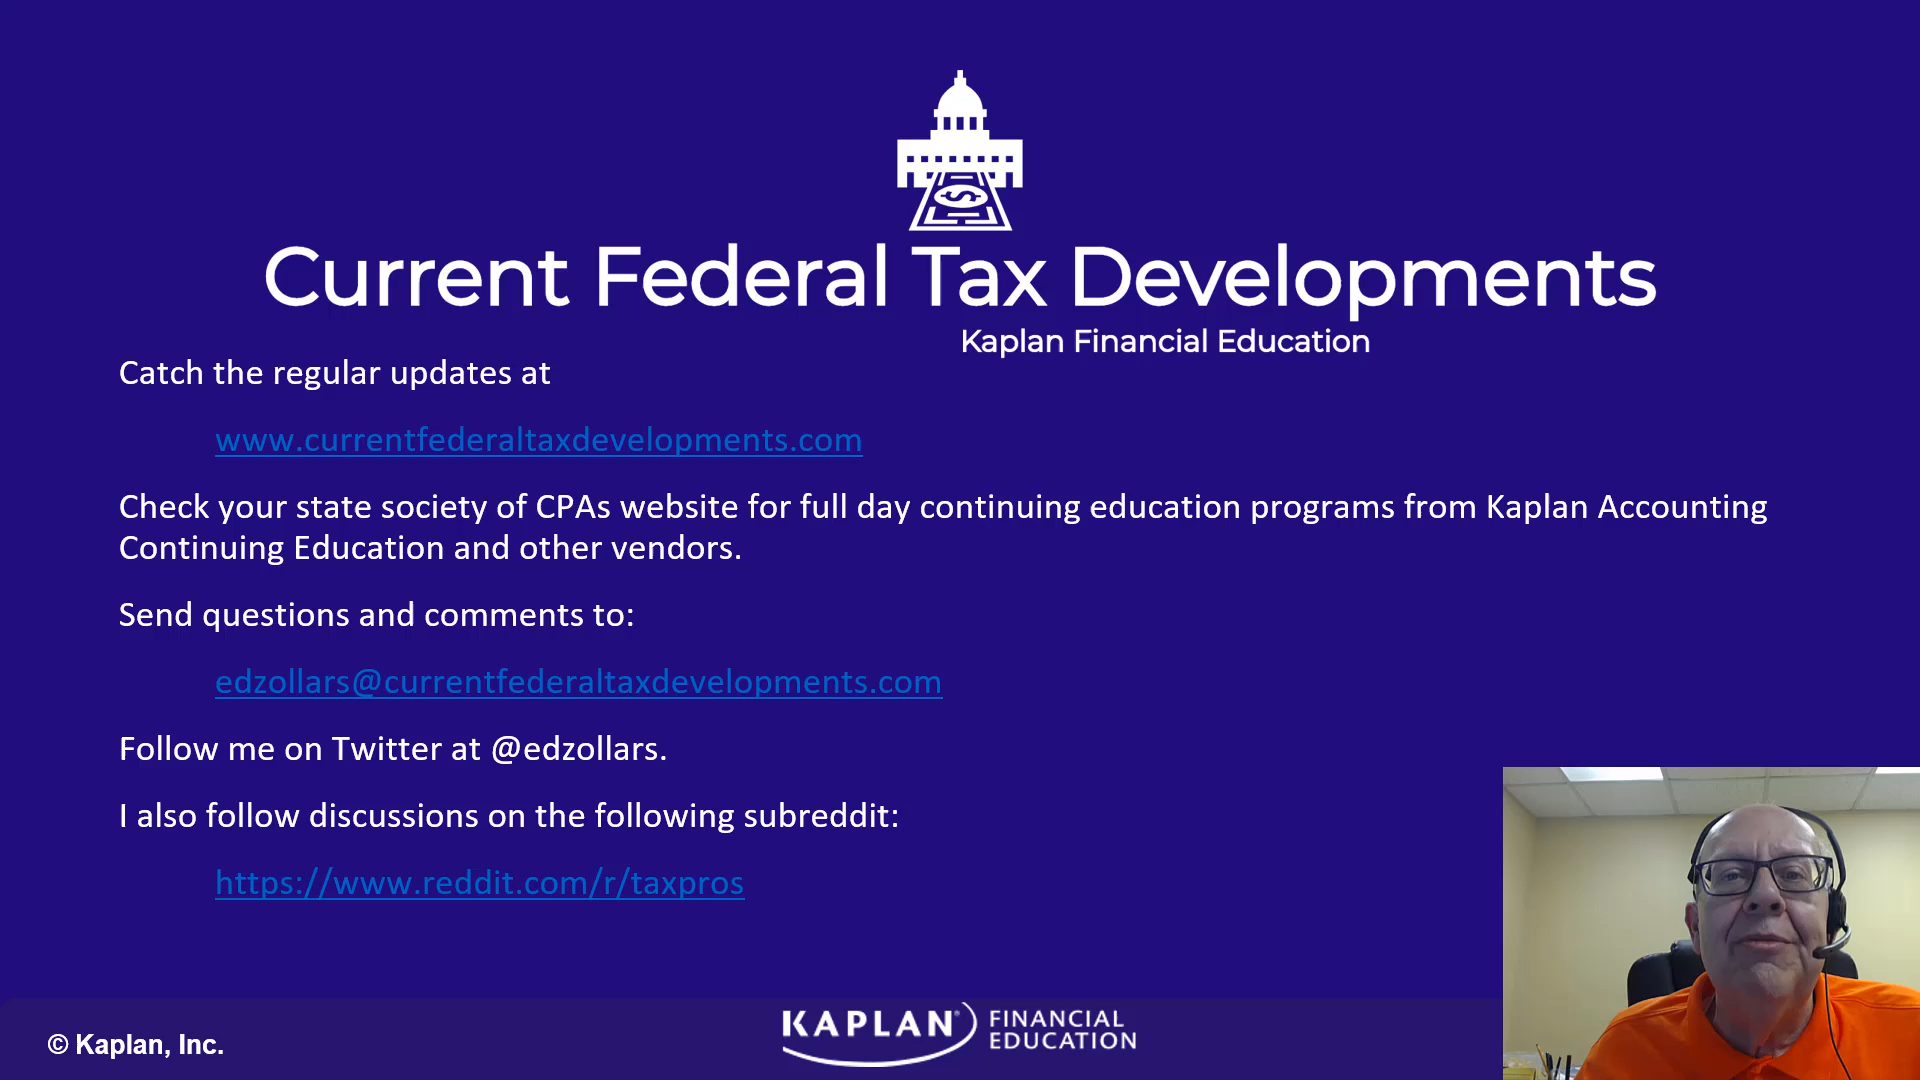 Current Federal Tax Developments
Kaplan Financial Education
Catch the regular updates at
www.currentfederaltaxdevelopments.com
Check your state society of CPAs website for full day continuing education programs from Kaplan Accounting
Continuing Education and other vendors.
Send questions and comments to:
edzollars@currentfederaltaxdevelopments.com
Follow me on Twitter at @edzollars.
I also follow discussions on the following subreddit:
https://www.reddit.com/r/taxpros
© Kaplan, Inc.
KAPLAN® FINANCIAL
EDUCATION